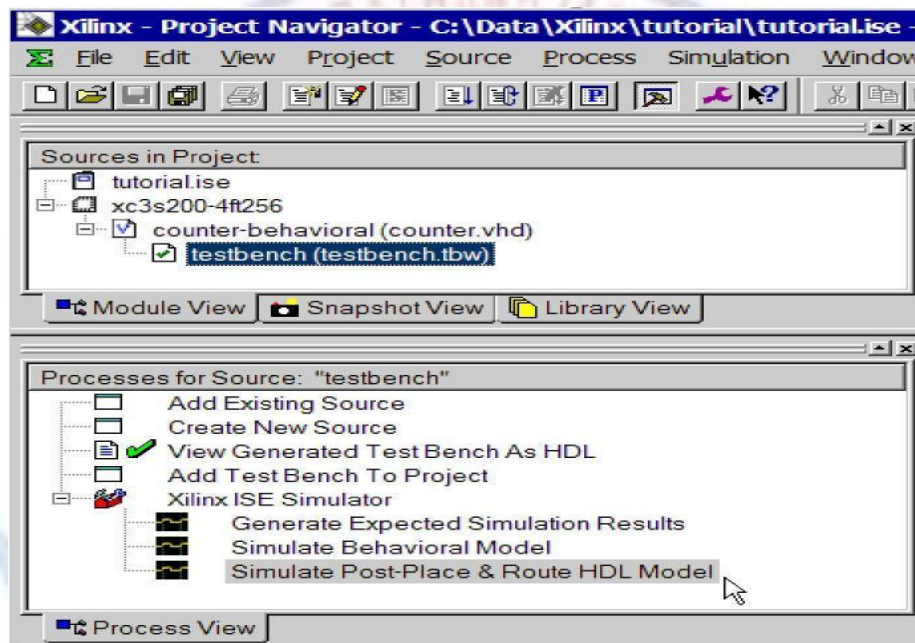 Xilinx - Project Navigator - C:\Data\Xilinx\tutorial\tutorial.ise -
File Edit View Project Source Process Simulation Window
Sources in Project:
tutorial.ise
xc3s200-4ft256
counter-behavioral (counter.vhd)
testbench (testbench.tbw)
Module View Snapshot View Library View
Processes for Source: "testbench"
Add Existing Source
Create New Source
View Generated Test Bench As HDL
Add Test Bench To Project
Xilinx ISE Simulator
Generate Expected Simulation Results
Simulate Behavioral Model
Simulate Post-Place & Route HDL Model
Process View